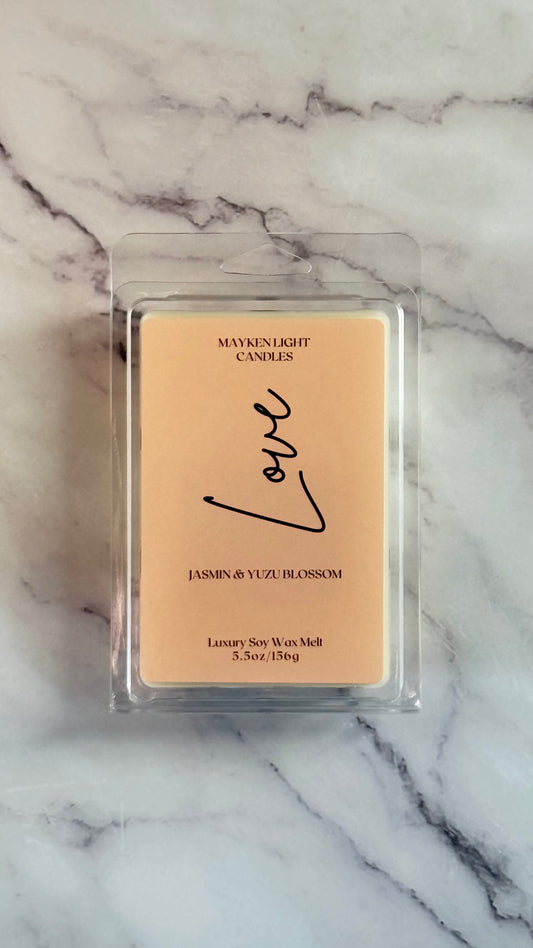 MAYKEN LIGHT
CANDLES
Love
JASMIN & YUZU BLOSSOM
Luxury Soy Wax Melt
5.5oz/156g